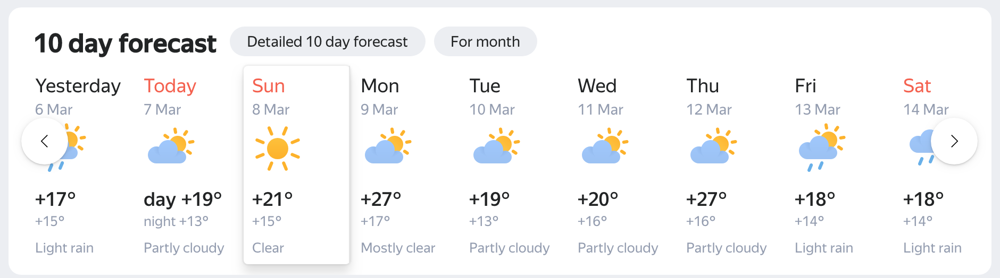 10 day forecast
Detailed 10 day forecast
For month
Yesterday
6 Mar
+17°
+15°
Light rain
Today
7 Mar
day +19°
night +13°
Partly cloudy
Sun
8 Mar
+21°
+15°
Clear
Mon
9 Mar
+27°
+17°
Mostly clear
Tue
10 Mar
+19°
+13°
Partly cloudy
Wed
11 Mar
+20°
+16°
Partly cloudy
Thu
12 Mar
+27°
+16°
Partly cloudy
Fri
13 Mar
+18°
+14°
Light rain
Sat
14 Mar
+18°
+14°
Light rain